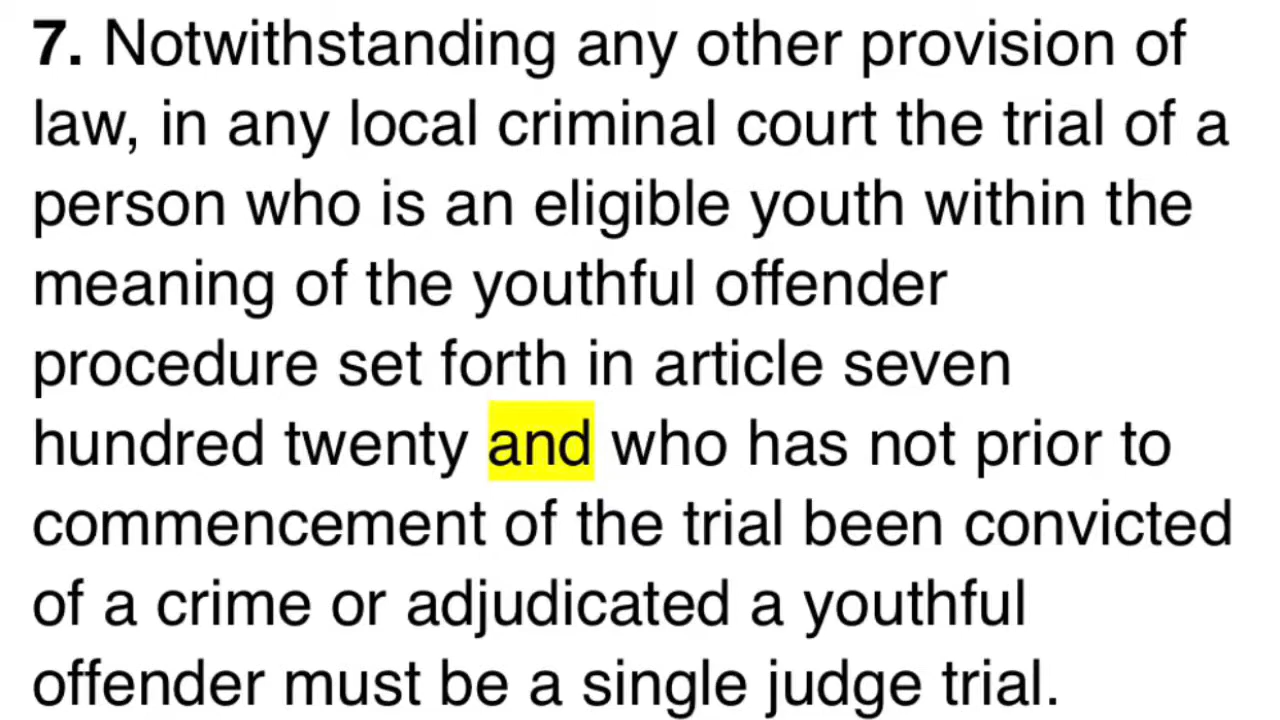 7. Notwithstanding any other provision of
law, in any local criminal court the trial of a
person who is an eligible youth within the
meaning of the youthful offender
procedure set forth in article seven
hundred twenty and who has not prior to
commencement of the trial been convicted
of a crime or adjudicated a youthful
offender must be a single judge trial.